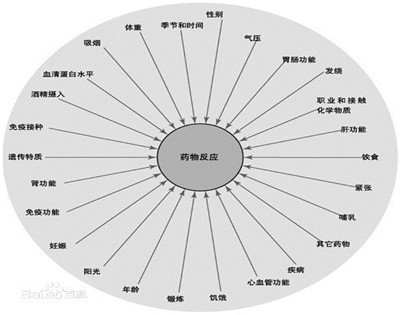 性别
季节和时间
气压
体重
吸烟
胃肠功能
血清蛋白水平
发烧
酒精摄入
职业和接触
化学物质
免疫接种
肝功能
遗传特质
药物反应
饮食
肾功能
紧张
免疫功能
哺乳
妊娠
其它药物
阳光
疾病
年龄
心血管功能
锻炼
饥饿
Baidu百科